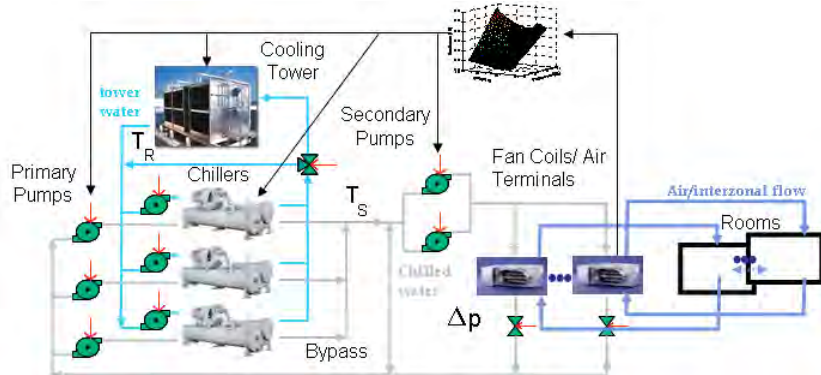 Cooling
Tower
tower
water
T_R
Secondary
Pumps
Fan Coils/ Air
Terminals
Primary
Pumps
Chillers
T_S
Air/interzonal flow
Rooms
Chilled
water
Δp
Bypass